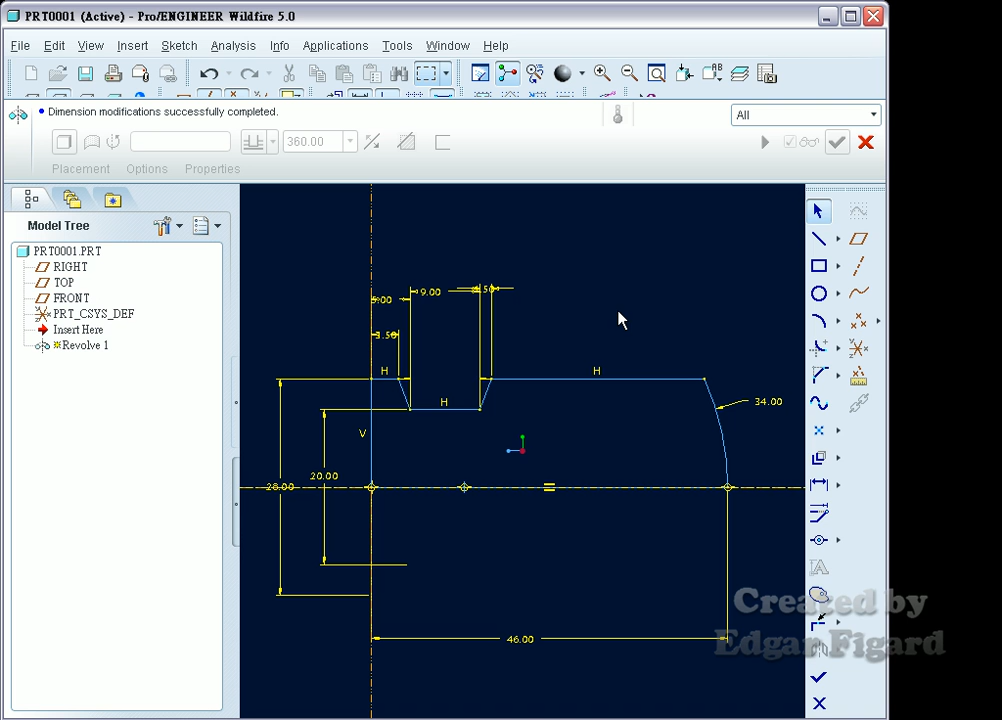 PRT0001 (Active) - Pro/ENGINEER Wildfire 5.0
File Edit View Insert Sketch Analysis Info Applications Tools Window Help
Dimension modifications successfully completed.
All
360.00
Placement Options Properties
Model Tree
PRT0001.PRT
RIGHT
TOP
FRONT
PRT_CSYS_DEF
Insert Here
Revolve 1
9.00
5.00
3.50
H
H
H
34.00
V
20.00
28.00
46.00
Created by
Edgar Figard